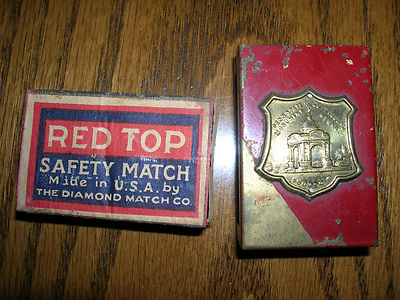 RED TOP
SAFETY MATCH
Made in U.S.A. by
THE DIAMOND MATCH CO.